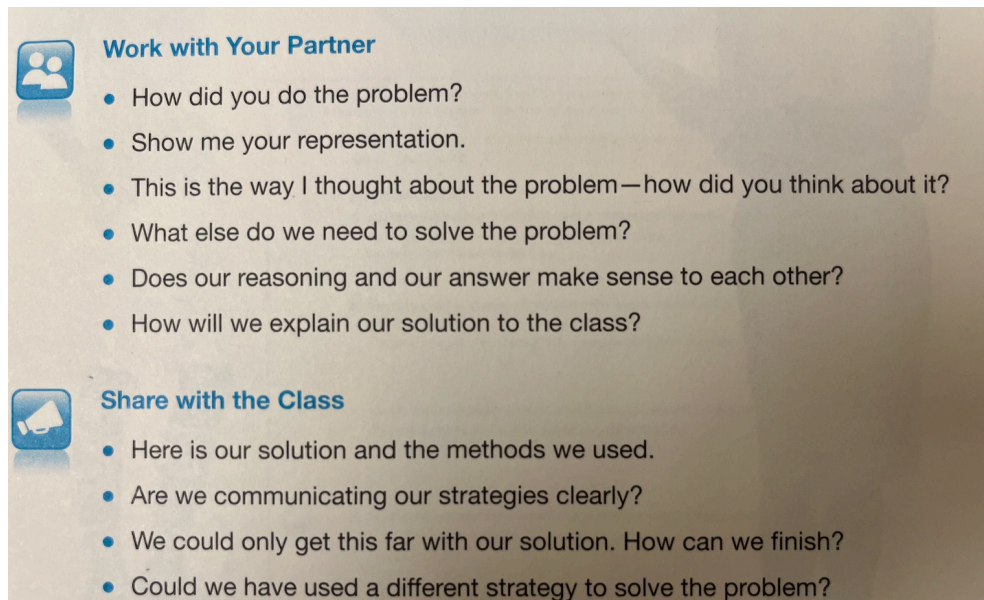 Work with Your Partner
• How did you do the problem?
• Show me your representation.
• This is the way I thought about the problem—how did you think about it?
• What else do we need to solve the problem?
• Does our reasoning and our answer make sense to each other?
• How will we explain our solution to the class?
Share with the Class
• Here is our solution and the methods we used.
• Are we communicating our strategies clearly?
• We could only get this far with our solution. How can we finish?
• Could we have used a different strategy to solve the problem?